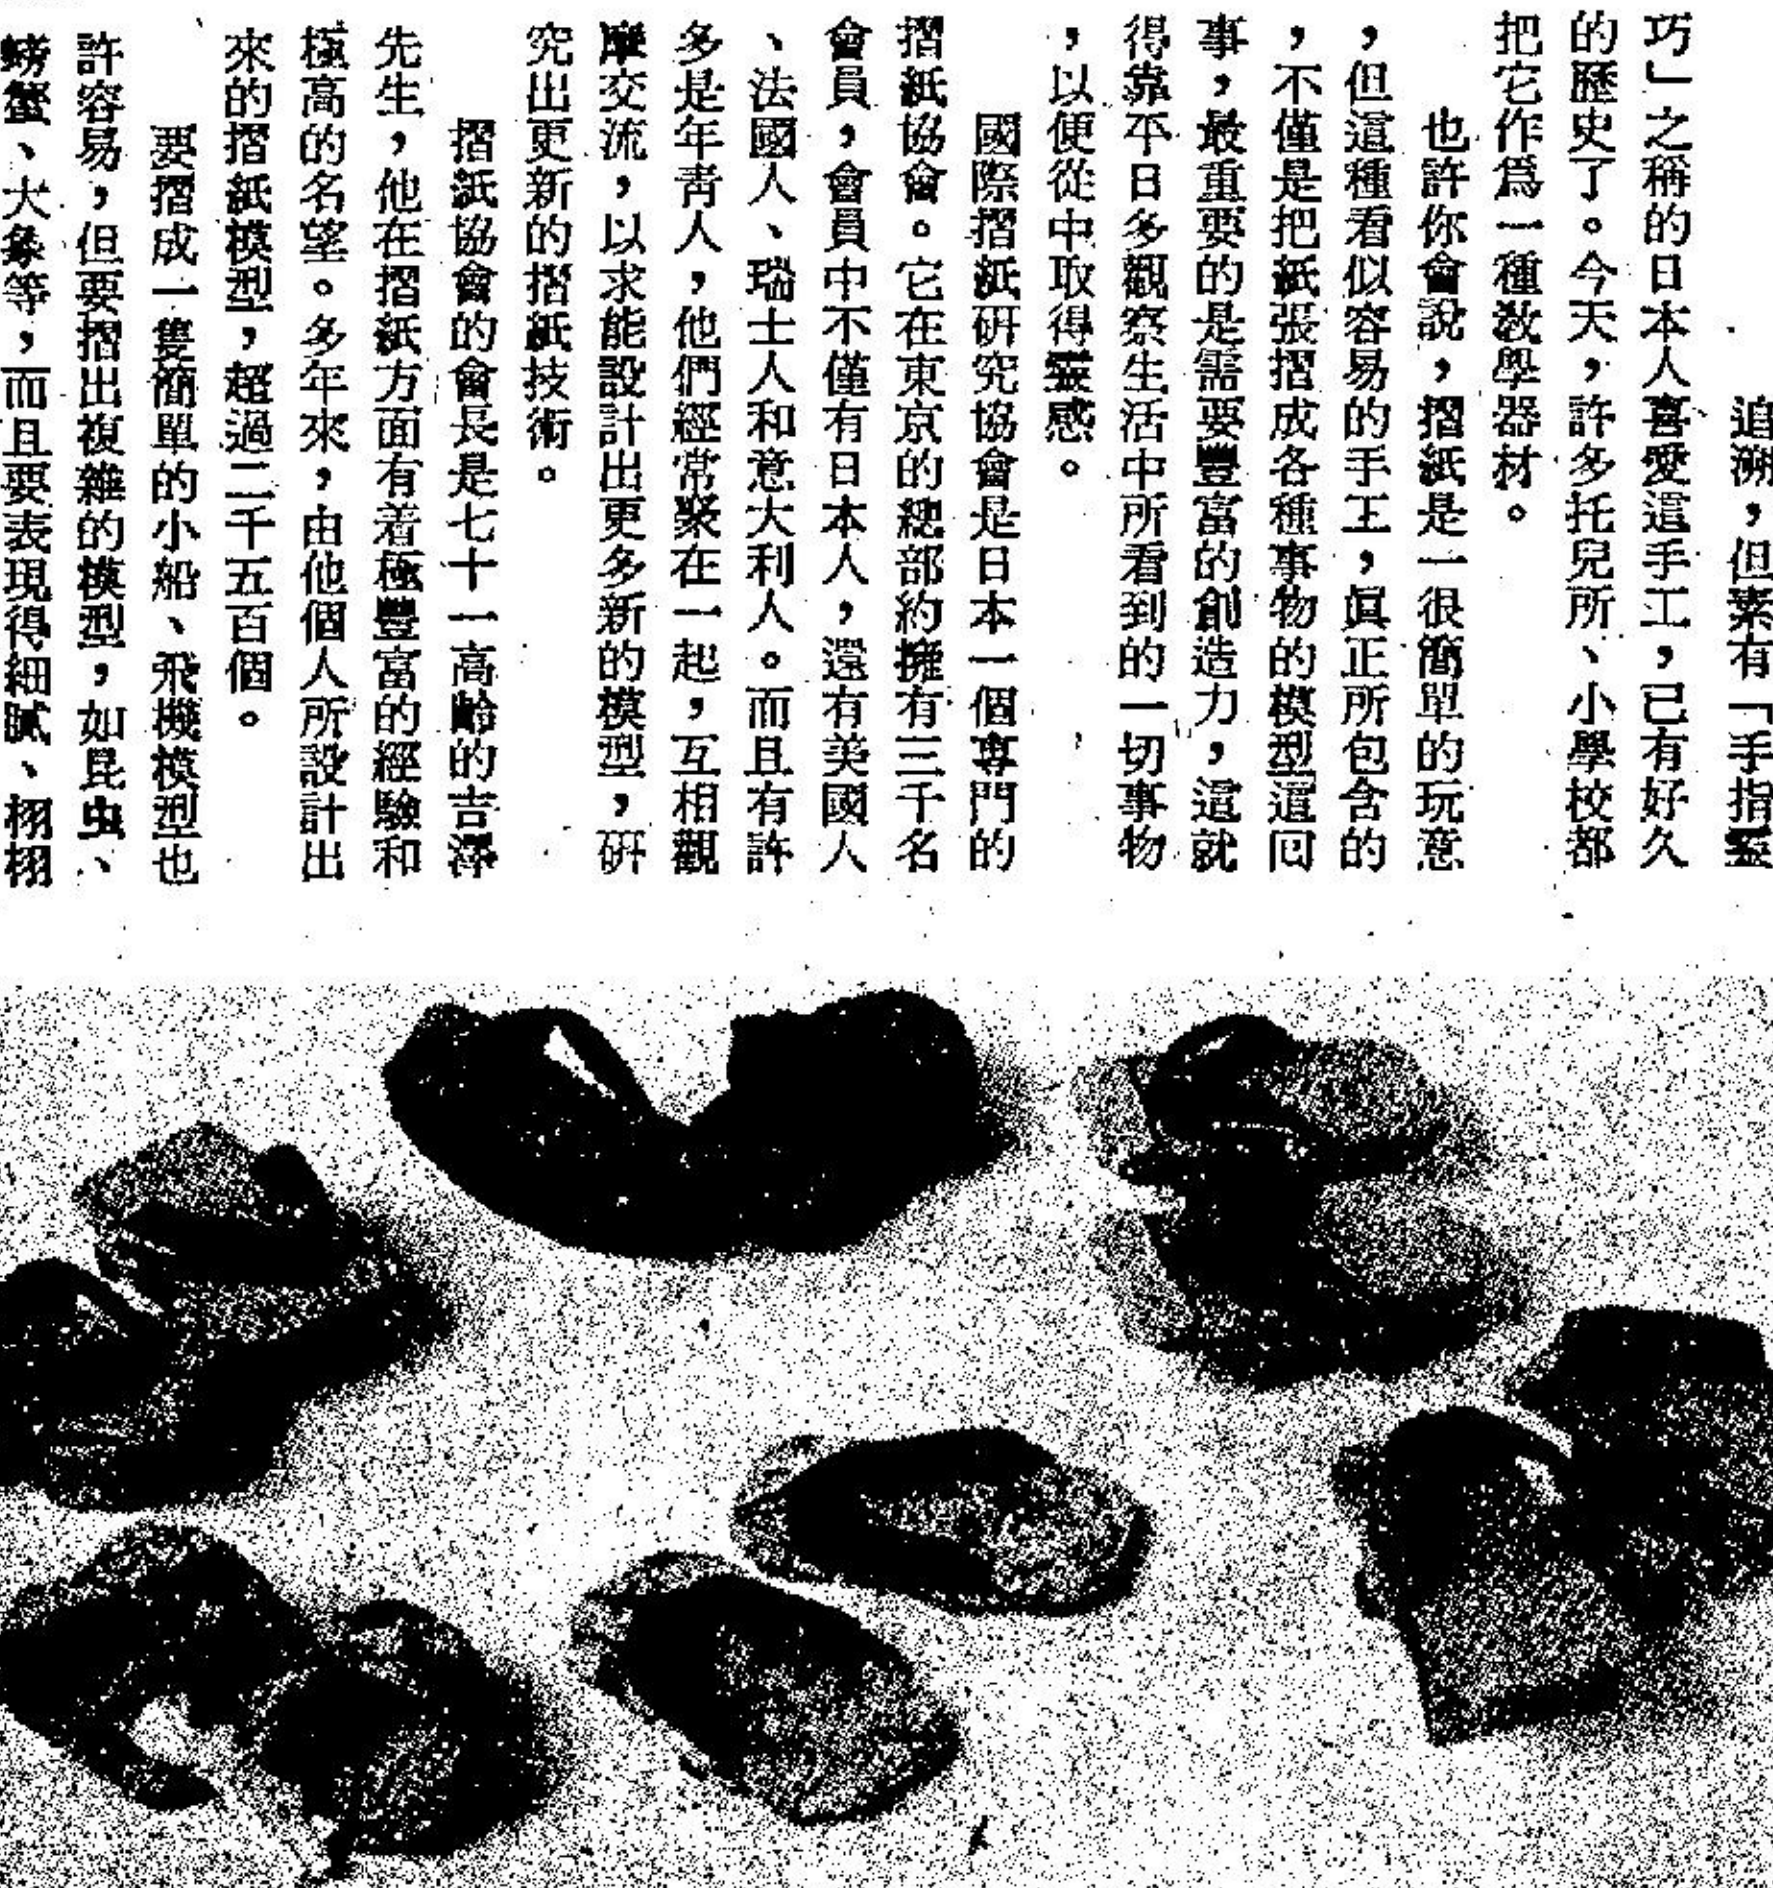 追溯，但素有「手指靈
巧」之稱的日本人喜愛這手工，已有好久
的歷史了。今天，許多托兒所、小學校都
把它作爲一種敎學器材。
也許你會說，摺紙是一很簡單的玩意
，但這種看似容易的手工，眞正所包含的
，不僅是把紙張摺成各種事物的模型這回
事，最重要的是需要豐富的創造力，這就
得靠平日多觀察生活中所看到的一切事物
，以便從中取得靈感。
國際摺紙硏究協會是日本一個專門的
摺紙協會。它在東京的總部約擁有三千名
會員，會員中不僅有日本人，還有美國人
、法國人、瑞士人和意大利人。而且有許
多是年靑人，他們經常聚在一起，互相觀
摩交流，以求能設計出更多新的模型，硏
究出更新的摺紙技術。
摺紙協會的會長是七十一高齡的吉澤
先生，他在摺紙方面有着極豐富的經驗和
極高的名望。多年來，由他個人所設計出
來的摺紙模型，超過二千五百個。
要摺成一隻簡單的小船、飛機模型也
許容易，但要摺出複雜的模型，如昆虫、
螃蟹、大象等，而且要表現得細膩、栩栩